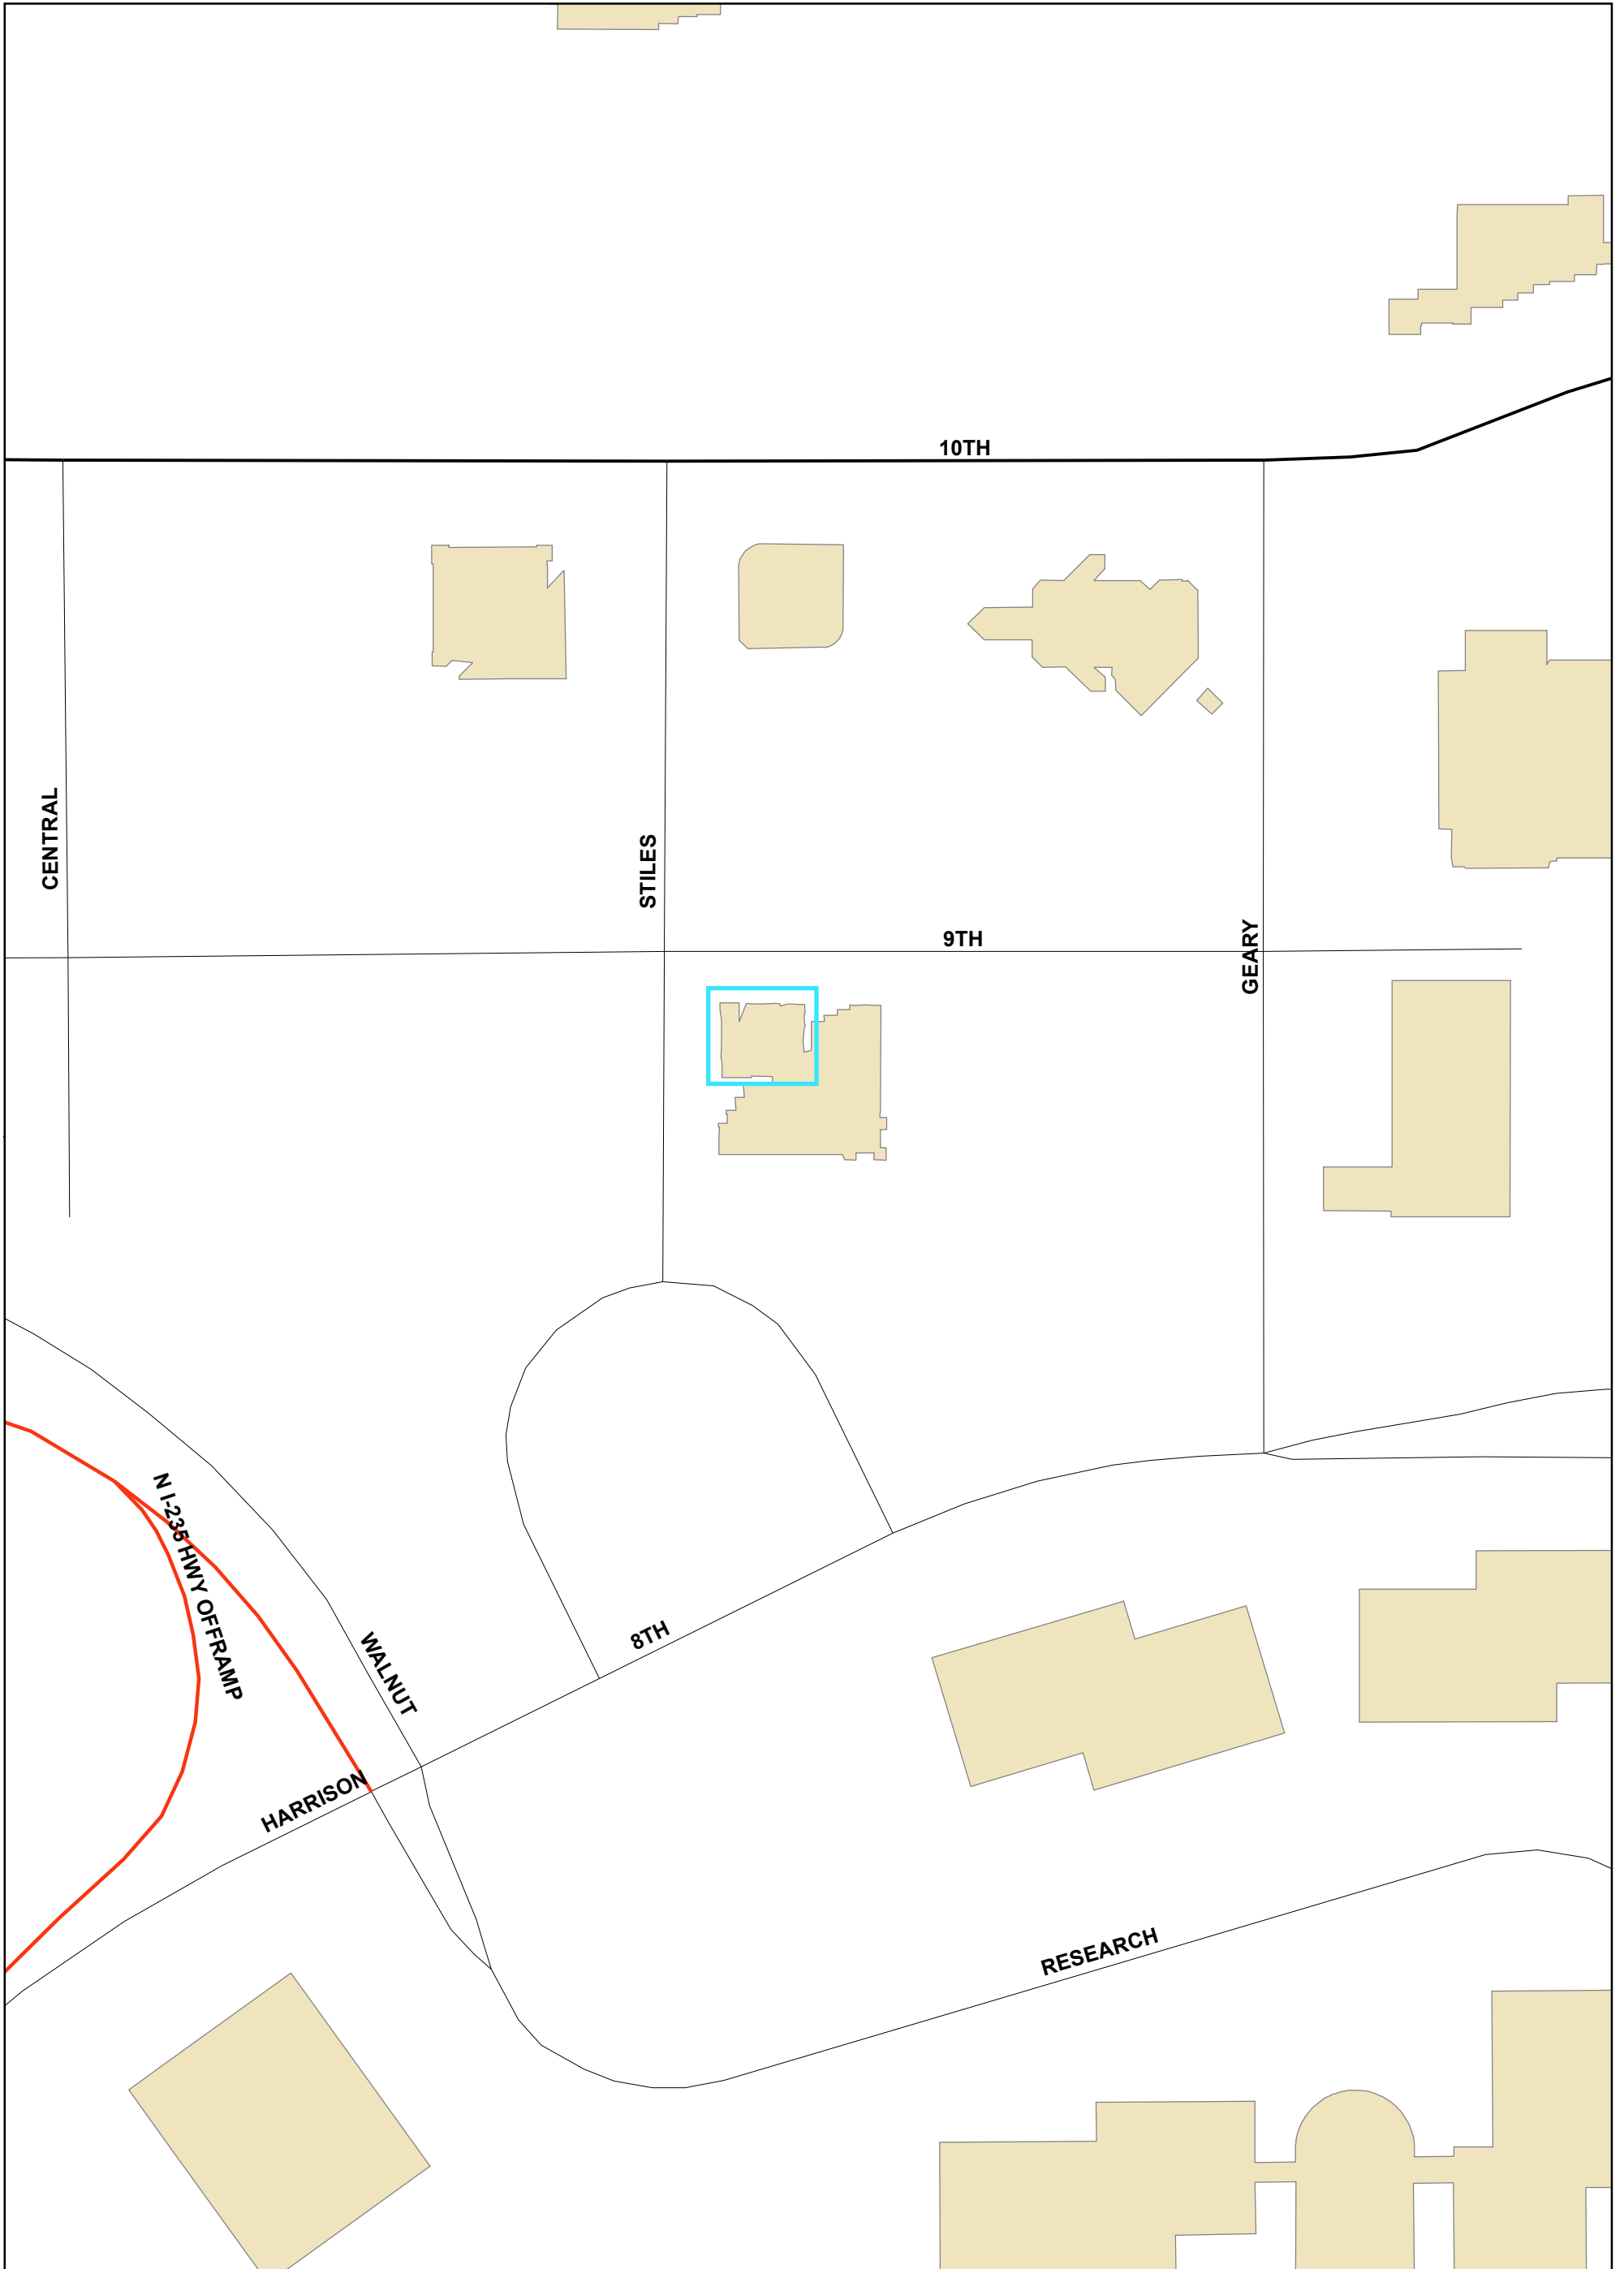 10TH
CENTRAL
STILES
9TH
GEARY
N I-235 HWY OFFRAMP
WALNUT
8TH
HARRISON
RESEARCH